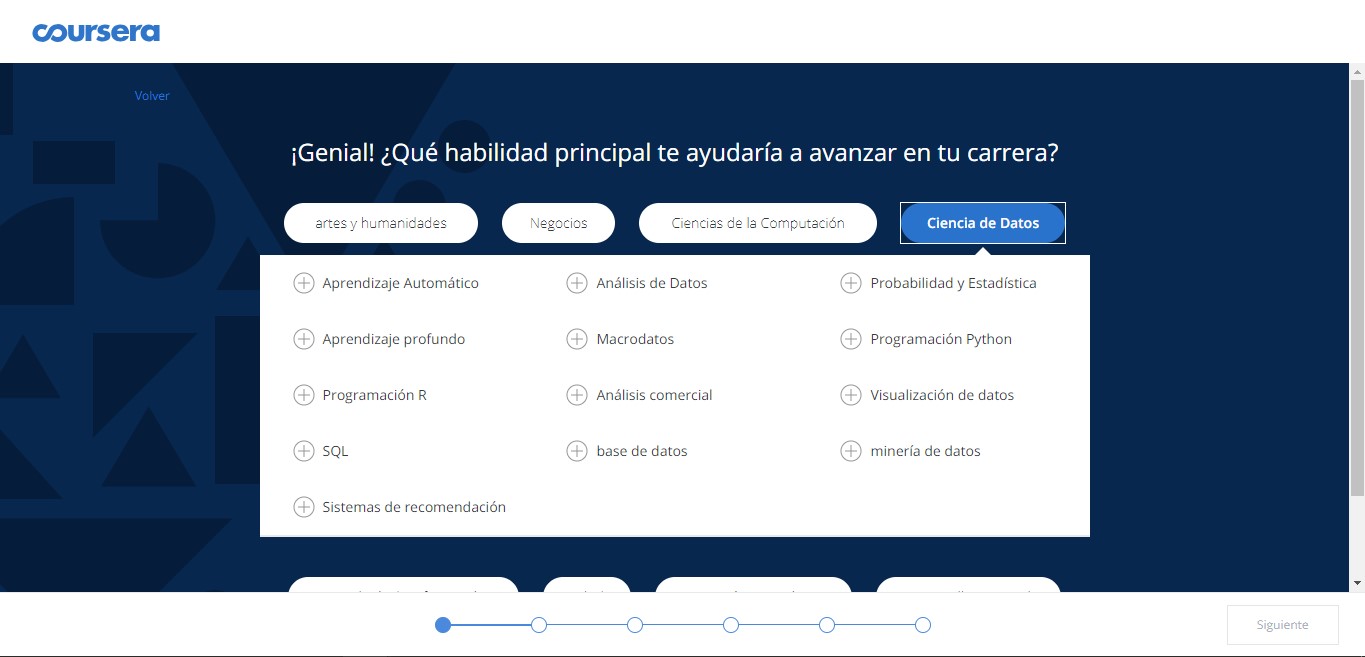 coursera
Volver
¡Genial! ¿Qué habilidad principal te ayudaría a avanzar en tu carrera?
artes y humanidades Negocios Ciencias de la Computación Ciencia de Datos
Aprendizaje Automático Análisis de Datos Probabilidad y Estadística
Aprendizaje profundo Macrodatos Programación Python
Programación R Análisis comercial Visualización de datos
SQL base de datos minería de datos
Sistemas de recomendación
Siguiente